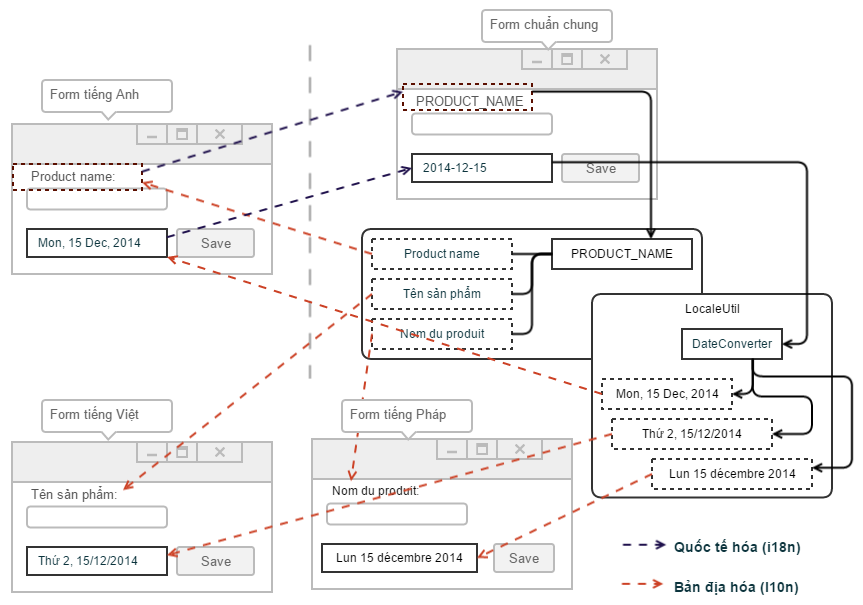 Form chuẩn chung
Form tiếng Anh
PRODUCT_NAME
2014-12-15
Save
Product name:
Mon, 15 Dec, 2014
Save
Product name
PRODUCT_NAME
Tên sản phẩm
Nom du produit
LocaleUtil
DateConverter
Mon, 15 Dec, 2014
Thứ 2, 15/12/2014
Lun 15 décembre 2014
Form tiếng Việt
Form tiếng Pháp
Tên sản phẩm:
Nom du produit:
Thứ 2, 15/12/2014
Save
Lun 15 décembre 2014
Save
Quốc tế hóa (i18n)
Bản địa hóa (l10n)